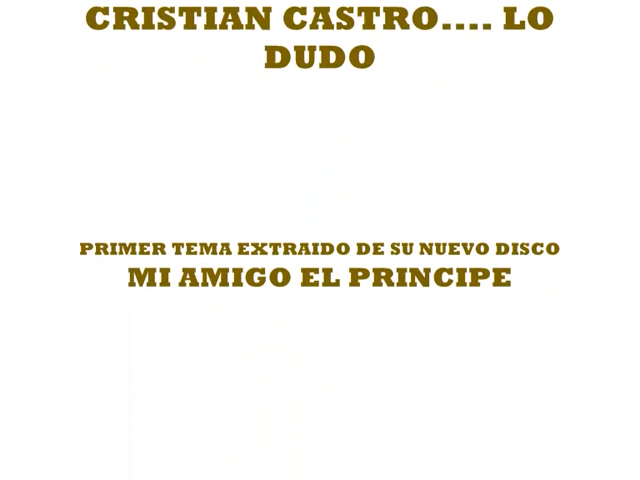 CRISTIAN CASTRO.... LO
DUDO
PRIMER TEMA EXTRAIDO DE SU NUEVO DISCO
MI AMIGO EL PRINCIPE